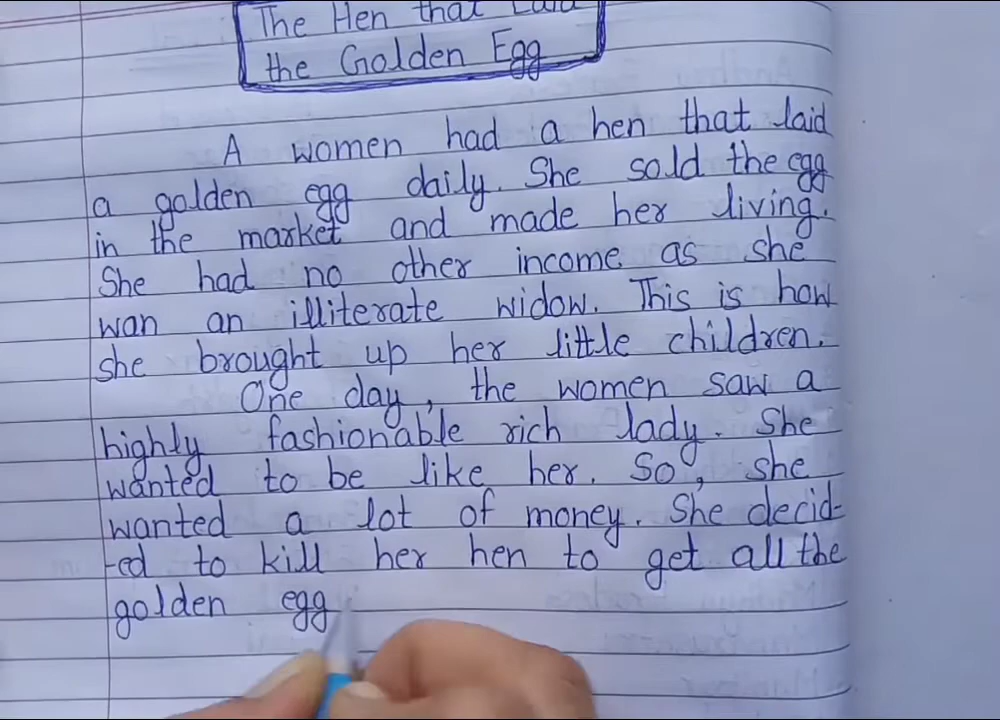 The Hen that Laid
the Golden Egg
A women had a hen that laid
a golden egg daily. She sold the egg
in the market and made her living.
She had no other income as she
wan an illiterate widow. This is how
she brought up her little children.
One day, the women saw a
highly fashionable rich lady. She
wanted to be like her. So, she
wanted a lot of money. She decid-
-ed to kill her hen to get all the
golden egg